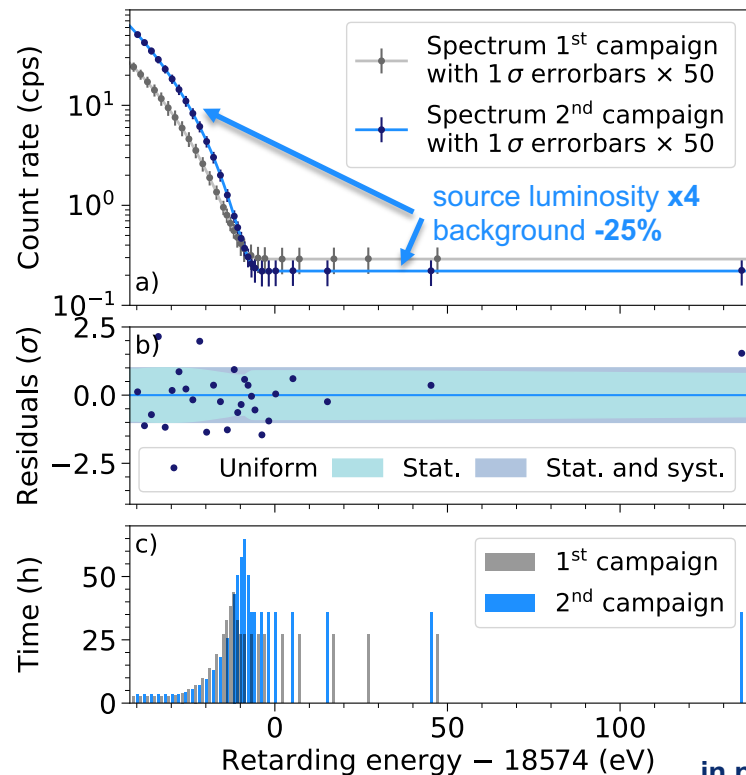 Count rate (cps)
10¹
10⁰
10⁻¹
a)
Spectrum 1ˢᵗ campaign
with 1 σ errorbars × 50
Spectrum 2ⁿᵈ campaign
with 1 σ errorbars × 50
source luminosity x4
background -25%
Residuals (σ)
2.5
0.0
−2.5
b)
Uniform
Stat.
Stat. and syst.
Time (h)
50
25
0
c)
1ˢᵗ campaign
2ⁿᵈ campaign
0
50
100
Retarding energy − 18574 (eV)